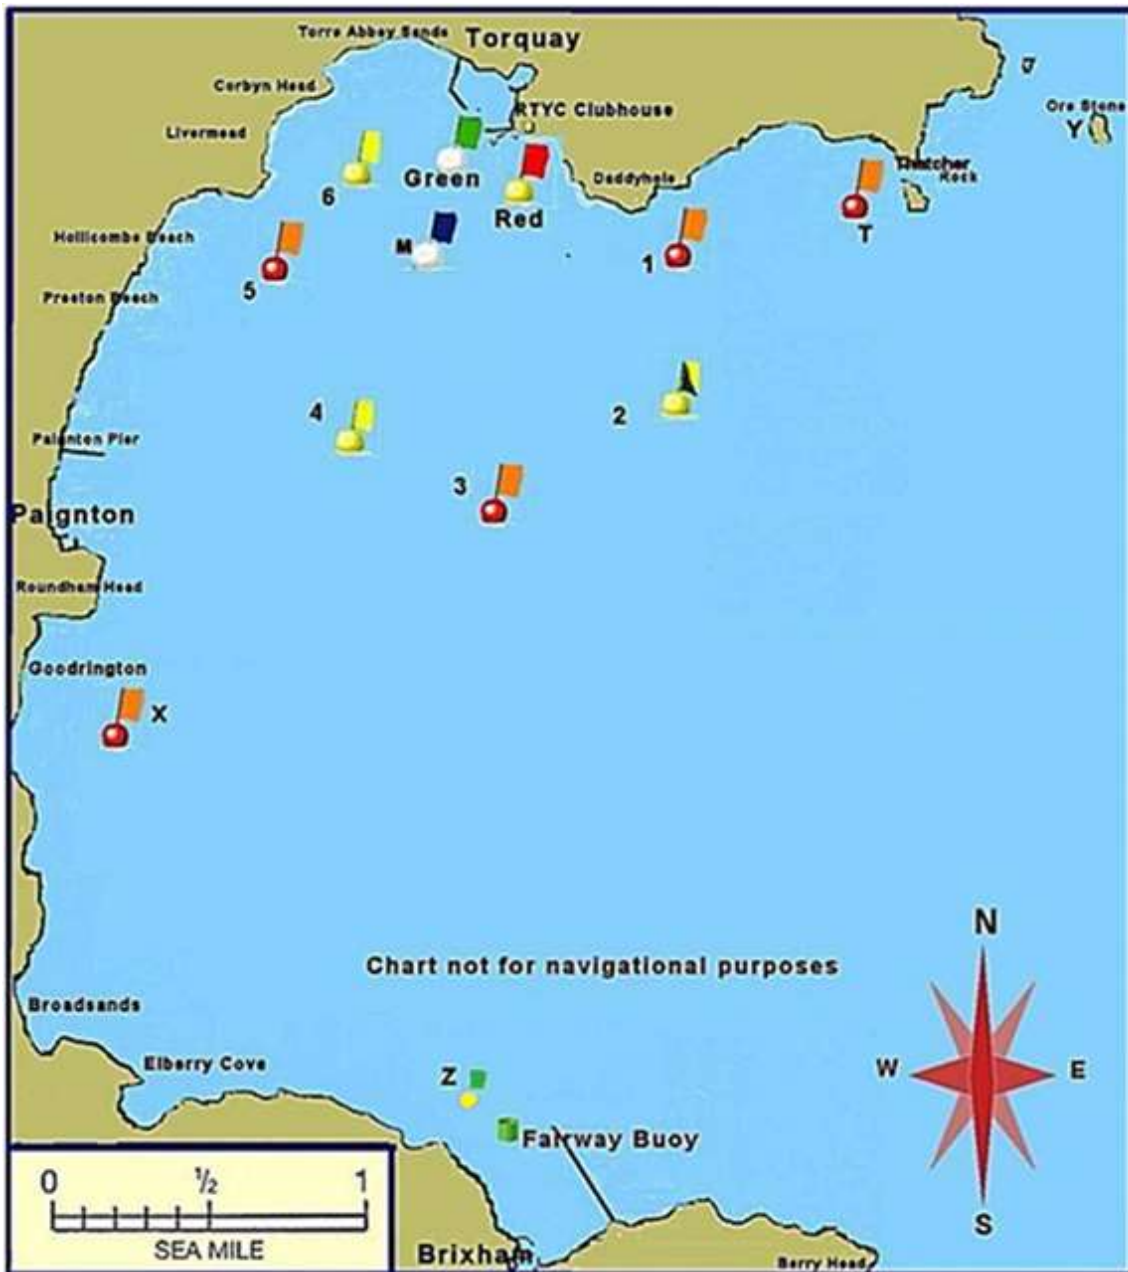 Torre Abbey Sands
Torquay
Corbyn Head
Livermead
RTYC Clubhouse
Ore Stone
Y
Green
6
Red
Daddyhole
Thatcher
Rock
T
Hollicombe Beach
M
1
5
Preston Beach
4
2
Paignton Pier
3
Paignton
Roundham Head
Goodrington
X
N
Chart not for navigational purposes
Broadsands
W
E
Elberry Cove
Z
Fairway Buoy
0 ½ 1
SEA MILE
S
Brixham
Berry Head